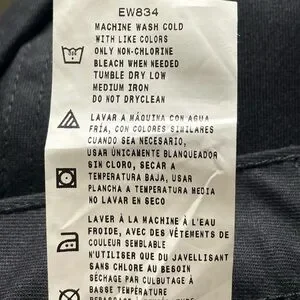 EW834
MACHINE WASH COLD
WITH LIKE COLORS
ONLY NON-CHLORINE
BLEACH WHEN NEEDED
TUMBLE DRY LOW
MEDIUM IRON
DO NOT DRYCLEAN
LAVAR A MÁQUINA CON AGUA
FRÍA, CON COLORES SIMILARES
CUANDO SEA NECESARIO,
USAR ÚNICAMENTE BLANQUEADOR
SIN CLORO, SECAR A
TEMPERATURA BAJA, USAR
PLANCHA A TEMPERATURA MEDIA
NO LAVAR EN SECO
LAVER À LA MACHINE À L'EAU
FROIDE, AVEC DES VÊTEMENTS DE
COULEUR SEMBLABLE
N'UTILISER QUE DU JAVELLISANT
SANS CHLORE AU BESOIN
SÉCHAGE PAR CULBUTAGE À
BASSE TEMPÉRATURE